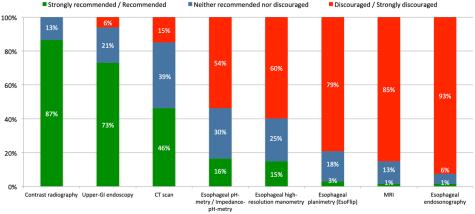 Strongly recommended / Recommended Neither recommended nor discouraged Discouraged / Strongly discouraged
100%
80%
60%
40%
20%
0%
13% 6% 15% 54% 60% 79% 85% 93%
87% 21% 39% 30% 25% 18% 13% 6%
73% 46% 16% 15% 3% 1% 1%
Contrast radiography Upper-GI endoscopy CT scan Esophageal pH- Esophageal high- Esophageal MRI Esophageal
metry / Impedance- resolution manometry planimetry (EsoFlip) endosonography
pH-metry